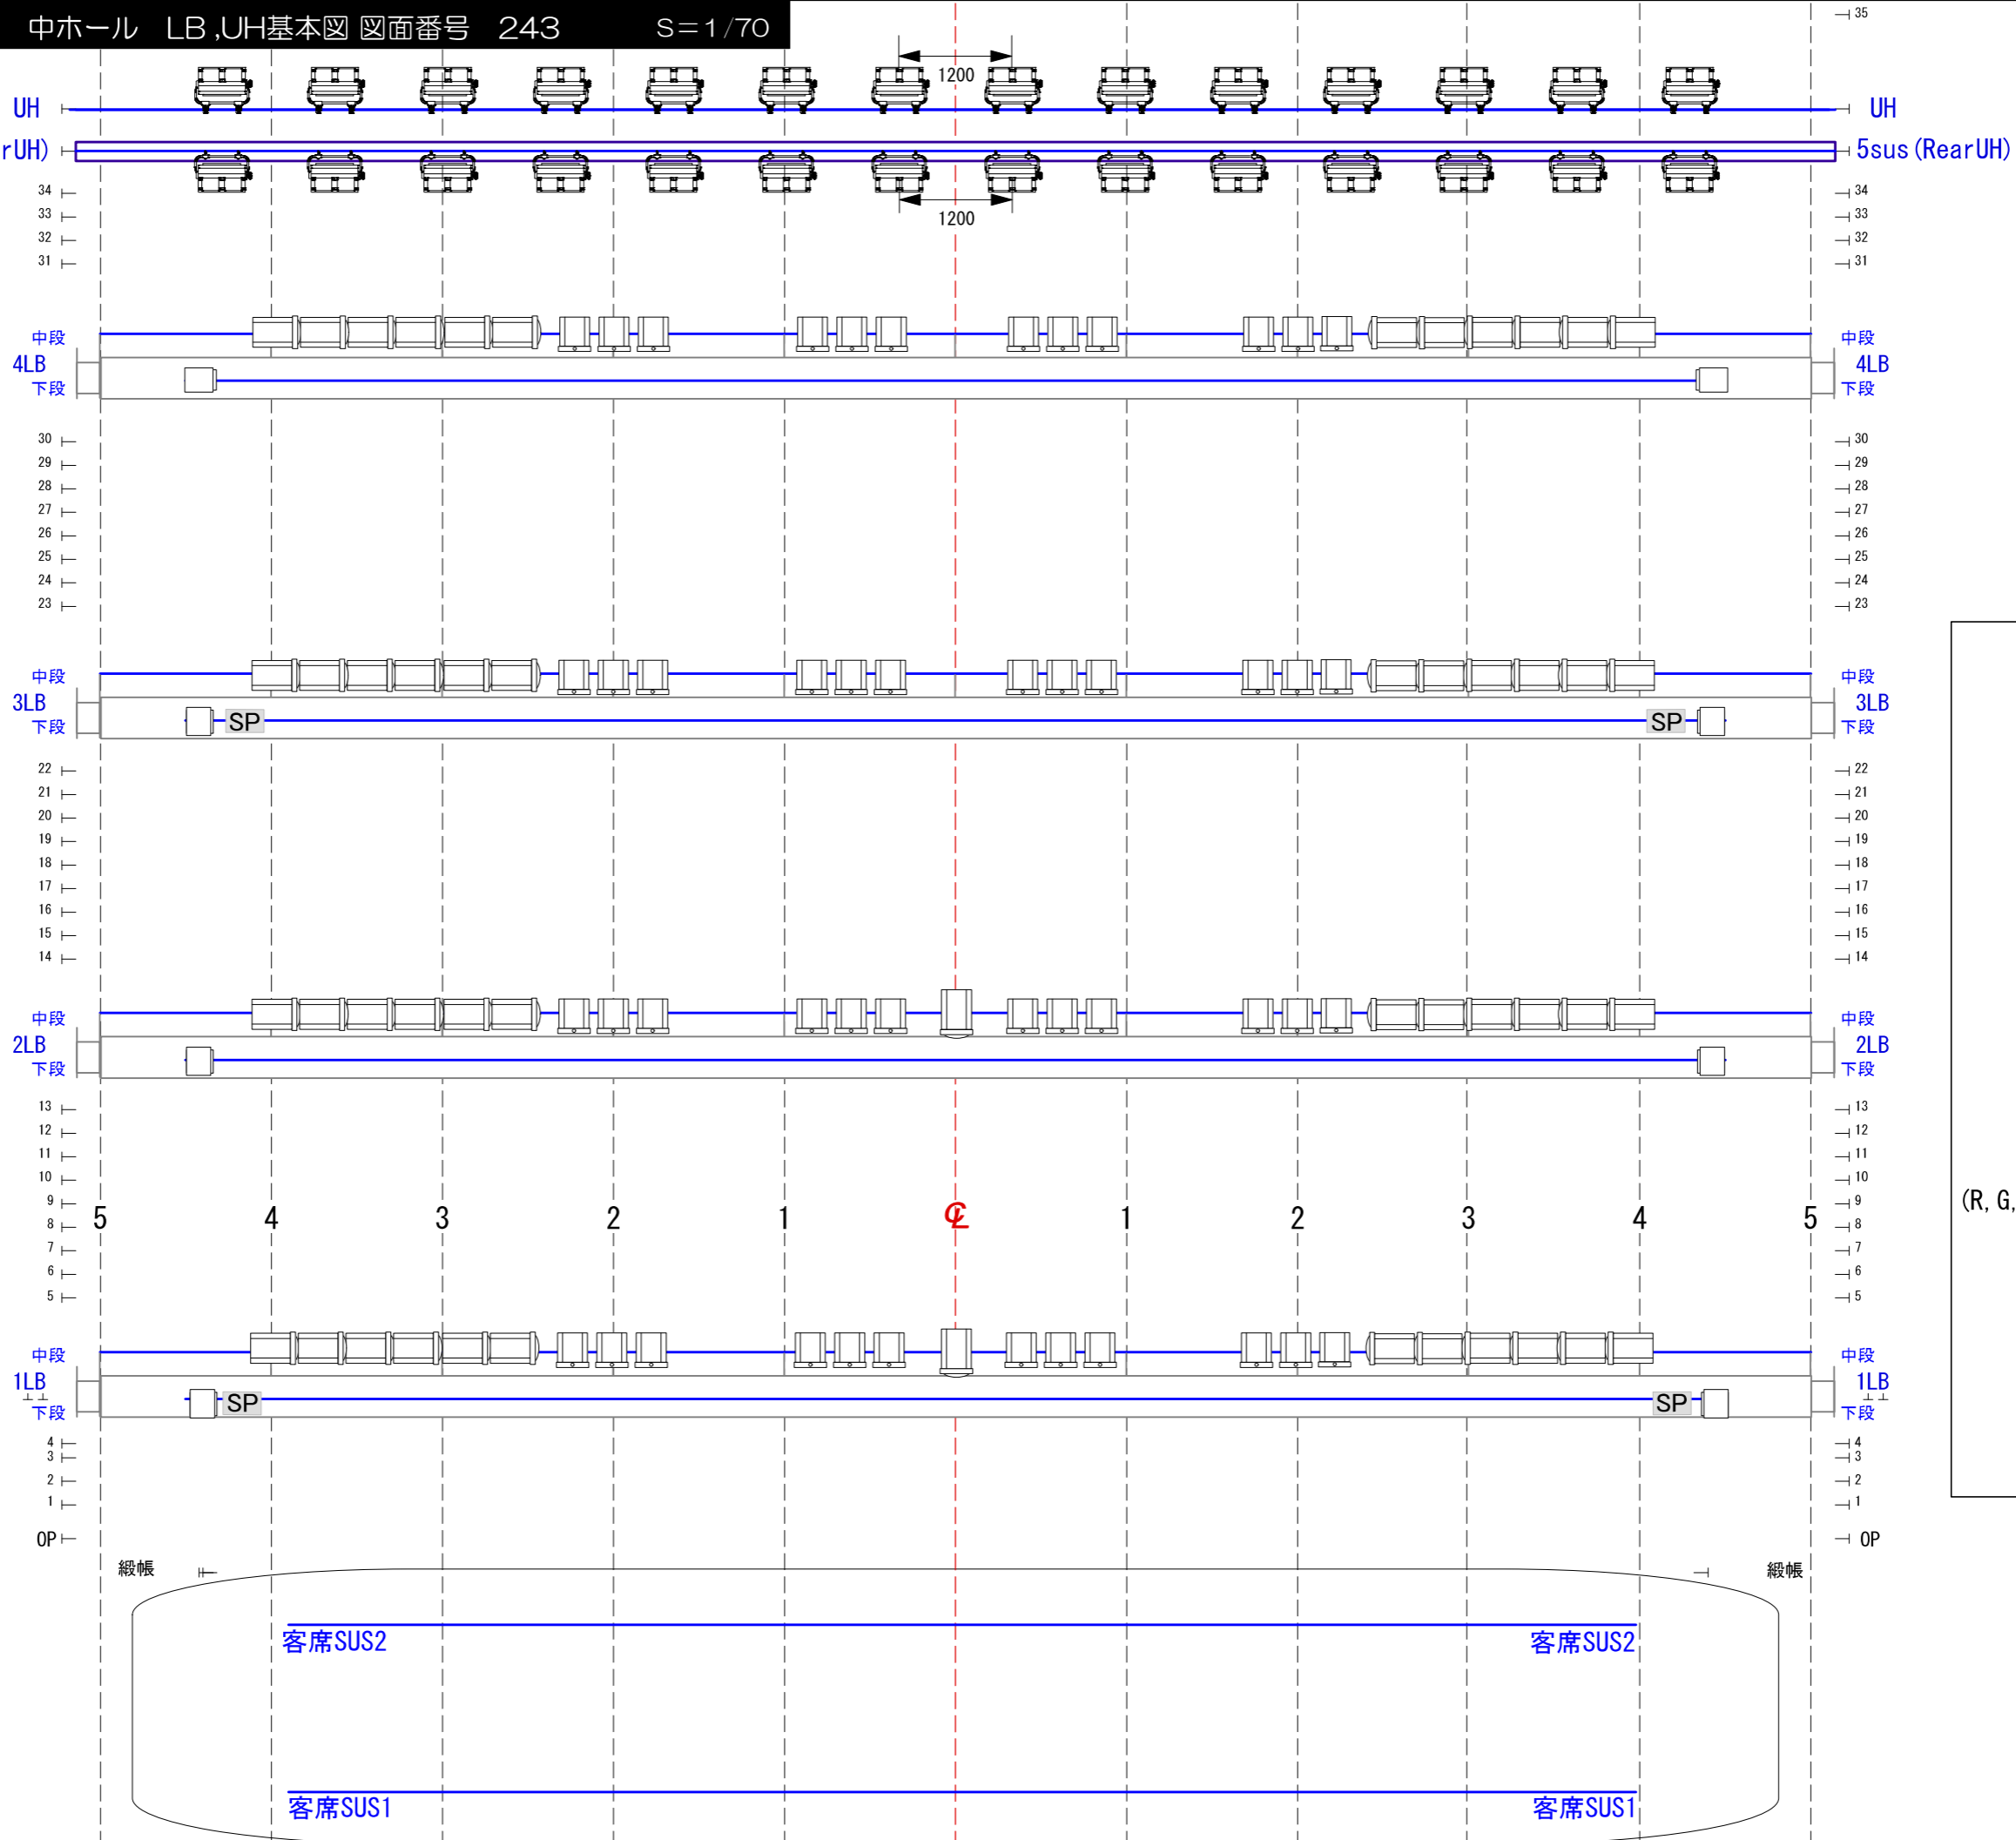 中ホール　LB,UH基本図 図面番号　243　S=1/70
35 
1200
UH UH
rUH) 5sus(RearUH)
34 34
33 1200 33
32 32
31 31
中段 中段
4LB 4LB
下段 下段
30 30
29 29
28 28
27 27
26 26
25 25
24 24
23 23
中段 中段
3LB 3LB
SP SP
下段 下段
22 22
21 21
20 20
19 19
18 18
17 17
16 16
15 15
14 14
中段 中段
2LB 2LB
下段 下段
13 13
12 12
11 11
10 10
9 9
(R,G,
5 4 3 2 1 ℄ 1 2 3 4 5
8 8
7 7
6 6
5 5
中段 中段
1LB 1LB
SP SP
下段 下段
4 4
3 3
2 2
1 1
OP OP
緞帳 緞帳
客席SUS2 客席SUS2
客席SUS1 客席SUS1